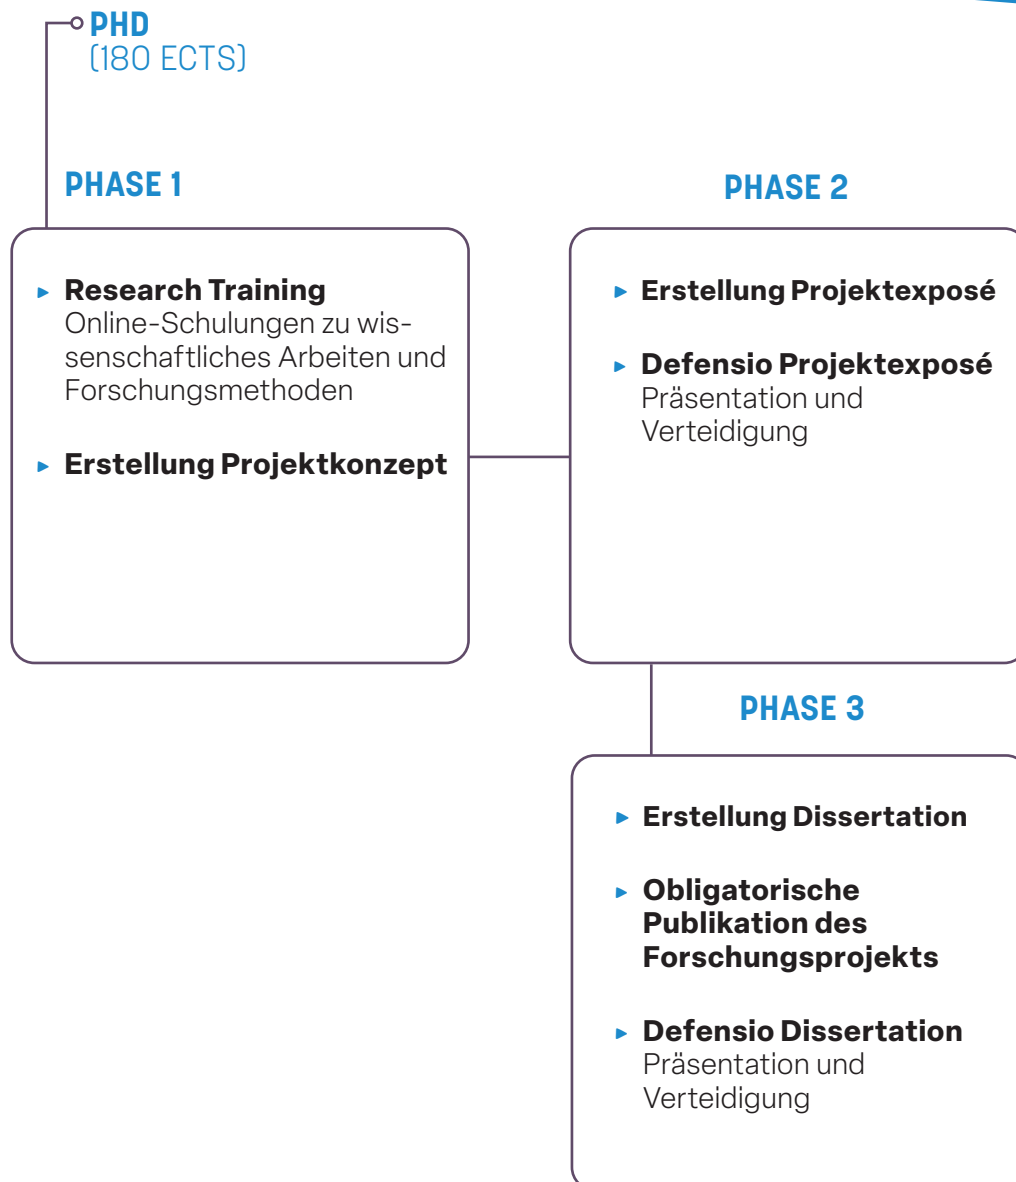 PHD
(180 ECTS)
PHASE 1
▸ Research Training
Online-Schulungen zu wis-
senschaftliches Arbeiten und
Forschungsmethoden
▸ Erstellung Projektkonzept
PHASE 2
▸ Erstellung Projektexposé
▸ Defensio Projektexposé
Präsentation und
Verteidigung
PHASE 3
▸ Erstellung Dissertation
▸ Obligatorische
Publikation des
Forschungsprojekts
▸ Defensio Dissertation
Präsentation und
Verteidigung